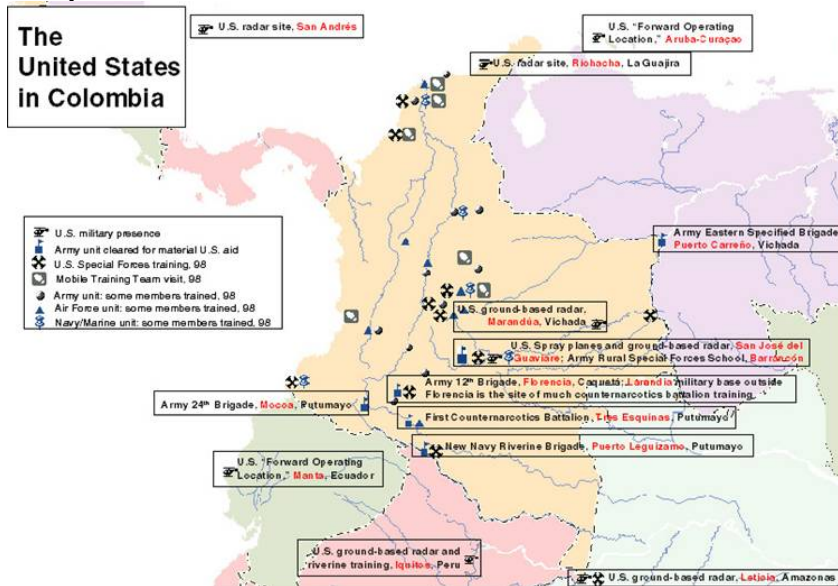 The
United States
in Colombia
U.S. radar site, San Andrés
U.S. "Forward Operating
Location," Aruba-Curaçao
U.S. radar site, Riohacha, La Guajira
U.S. military presence
Army unit cleared for material U.S. aid
U.S. Special Forces training, 98
Mobile Training Team visit, 98
Army unit: some members trained, 98
Air Force unit: some members trained, 98
Navy/Marine unit: some members trained, 98
Army Eastern Specified Brigade
Puerto Carreño, Vichada
U.S. ground-based radar,
Marandúa, Vichada
U.S. Spray planes and ground-based radar, San José del
Guaviare; Army Rural Special Forces School, Barrancón
Army 12th Brigade, Florencia, Caquetá; Larandia military base outside
Florencia is the site of much counternarcotics battalion training.
Army 24th Brigade, Mocoa, Putumayo
First Counternarcotics Battalion, Tres Esquinas, Putumayo
New Navy Riverine Brigade, Puerto Leguízamo, Putumayo
U.S. "Forward Operating
Location," Manta, Ecuador
U.S. ground-based radar and
riverine training, Iquitos, Peru
U.S. ground-based radar, Leticia, Amazonas